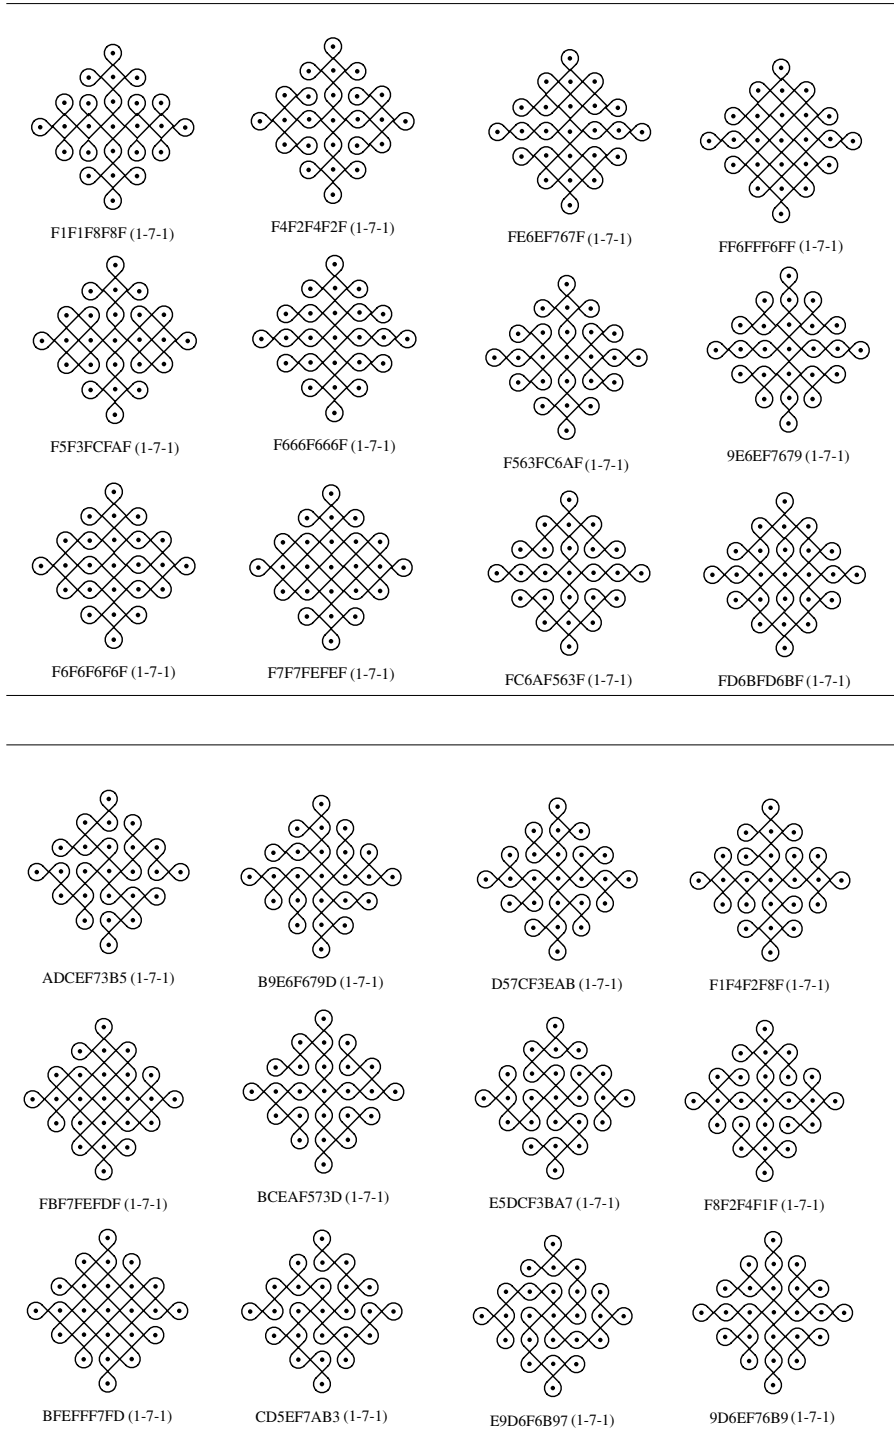 F1F1F8F8F (1-7-1)
F4F2F4F2F (1-7-1)
FE6EF767F (1-7-1)
FF6FFF6FF (1-7-1)
F5F3FCFAF (1-7-1)
F666F666F (1-7-1)
F563FC6AF (1-7-1)
9E6EF7679 (1-7-1)
F6F6F6F6F (1-7-1)
F7F7FEFEF (1-7-1)
FC6AF563F (1-7-1)
FD6BFD6BF (1-7-1)
ADCEF73B5 (1-7-1)
B9E6F679D (1-7-1)
D57CF3EAB (1-7-1)
F1F4F2F8F (1-7-1)
FBF7FEFDF (1-7-1)
BCEAF573D (1-7-1)
E5DCF3BA7 (1-7-1)
F8F2F4F1F (1-7-1)
BFEFFF7FD (1-7-1)
CD5EF7AB3 (1-7-1)
E9D6F6B97 (1-7-1)
9D6EF76B9 (1-7-1)